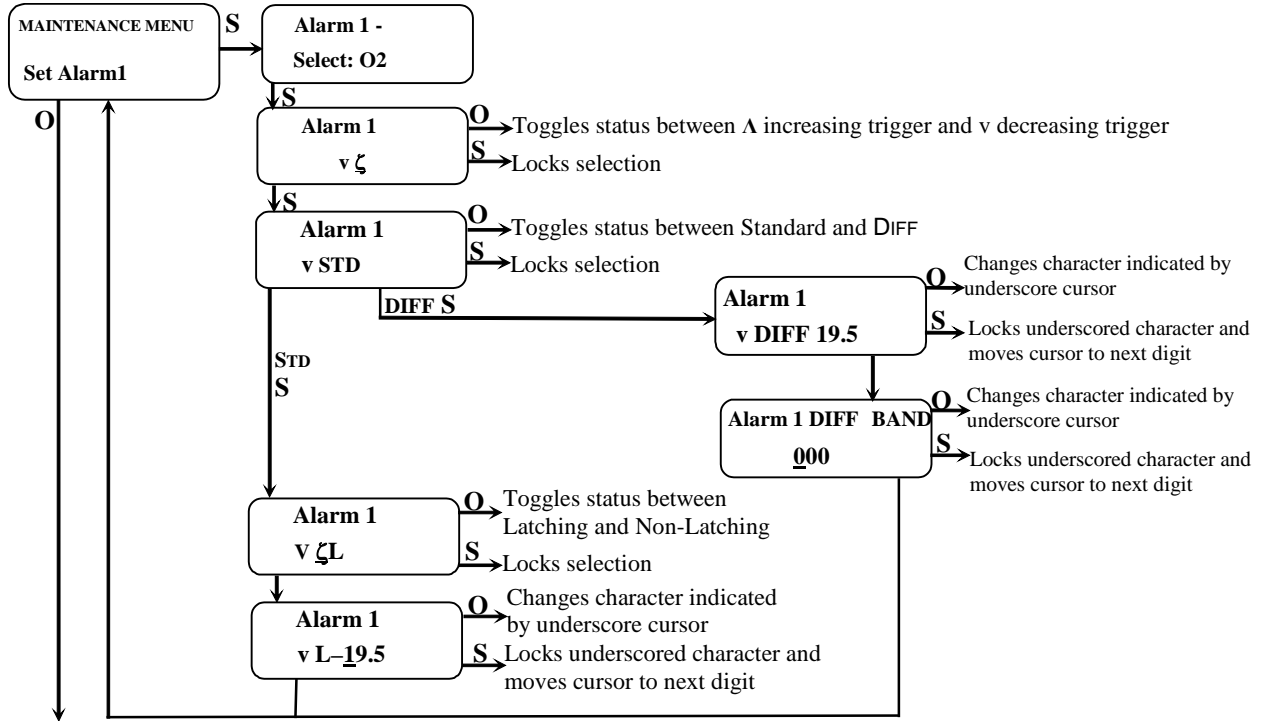 MAINTENANCE MENU
Set Alarm1
S
O
Alarm 1 -
Select: O2
S
Alarm 1
v ζ
O
Toggles status between Λ increasing trigger and v decreasing trigger
S
Locks selection
S
Alarm 1
v STD
O
Toggles status between Standard and DIFF
S
Locks selection
DIFF S
STD
S
Alarm 1
v DIFF 19.5
O
Changes character indicated by
underscore cursor
S
Locks underscored character and
moves cursor to next digit
Alarm 1 DIFF BAND
000
O
Changes character indicated by
underscore cursor
S
Locks underscored character and
moves cursor to next digit
Alarm 1
V ζL
O
Toggles status between
Latching and Non-Latching
S
Locks selection
Alarm 1
v L–19.5
O
Changes character indicated
by underscore cursor
S
Locks underscored character and
moves cursor to next digit